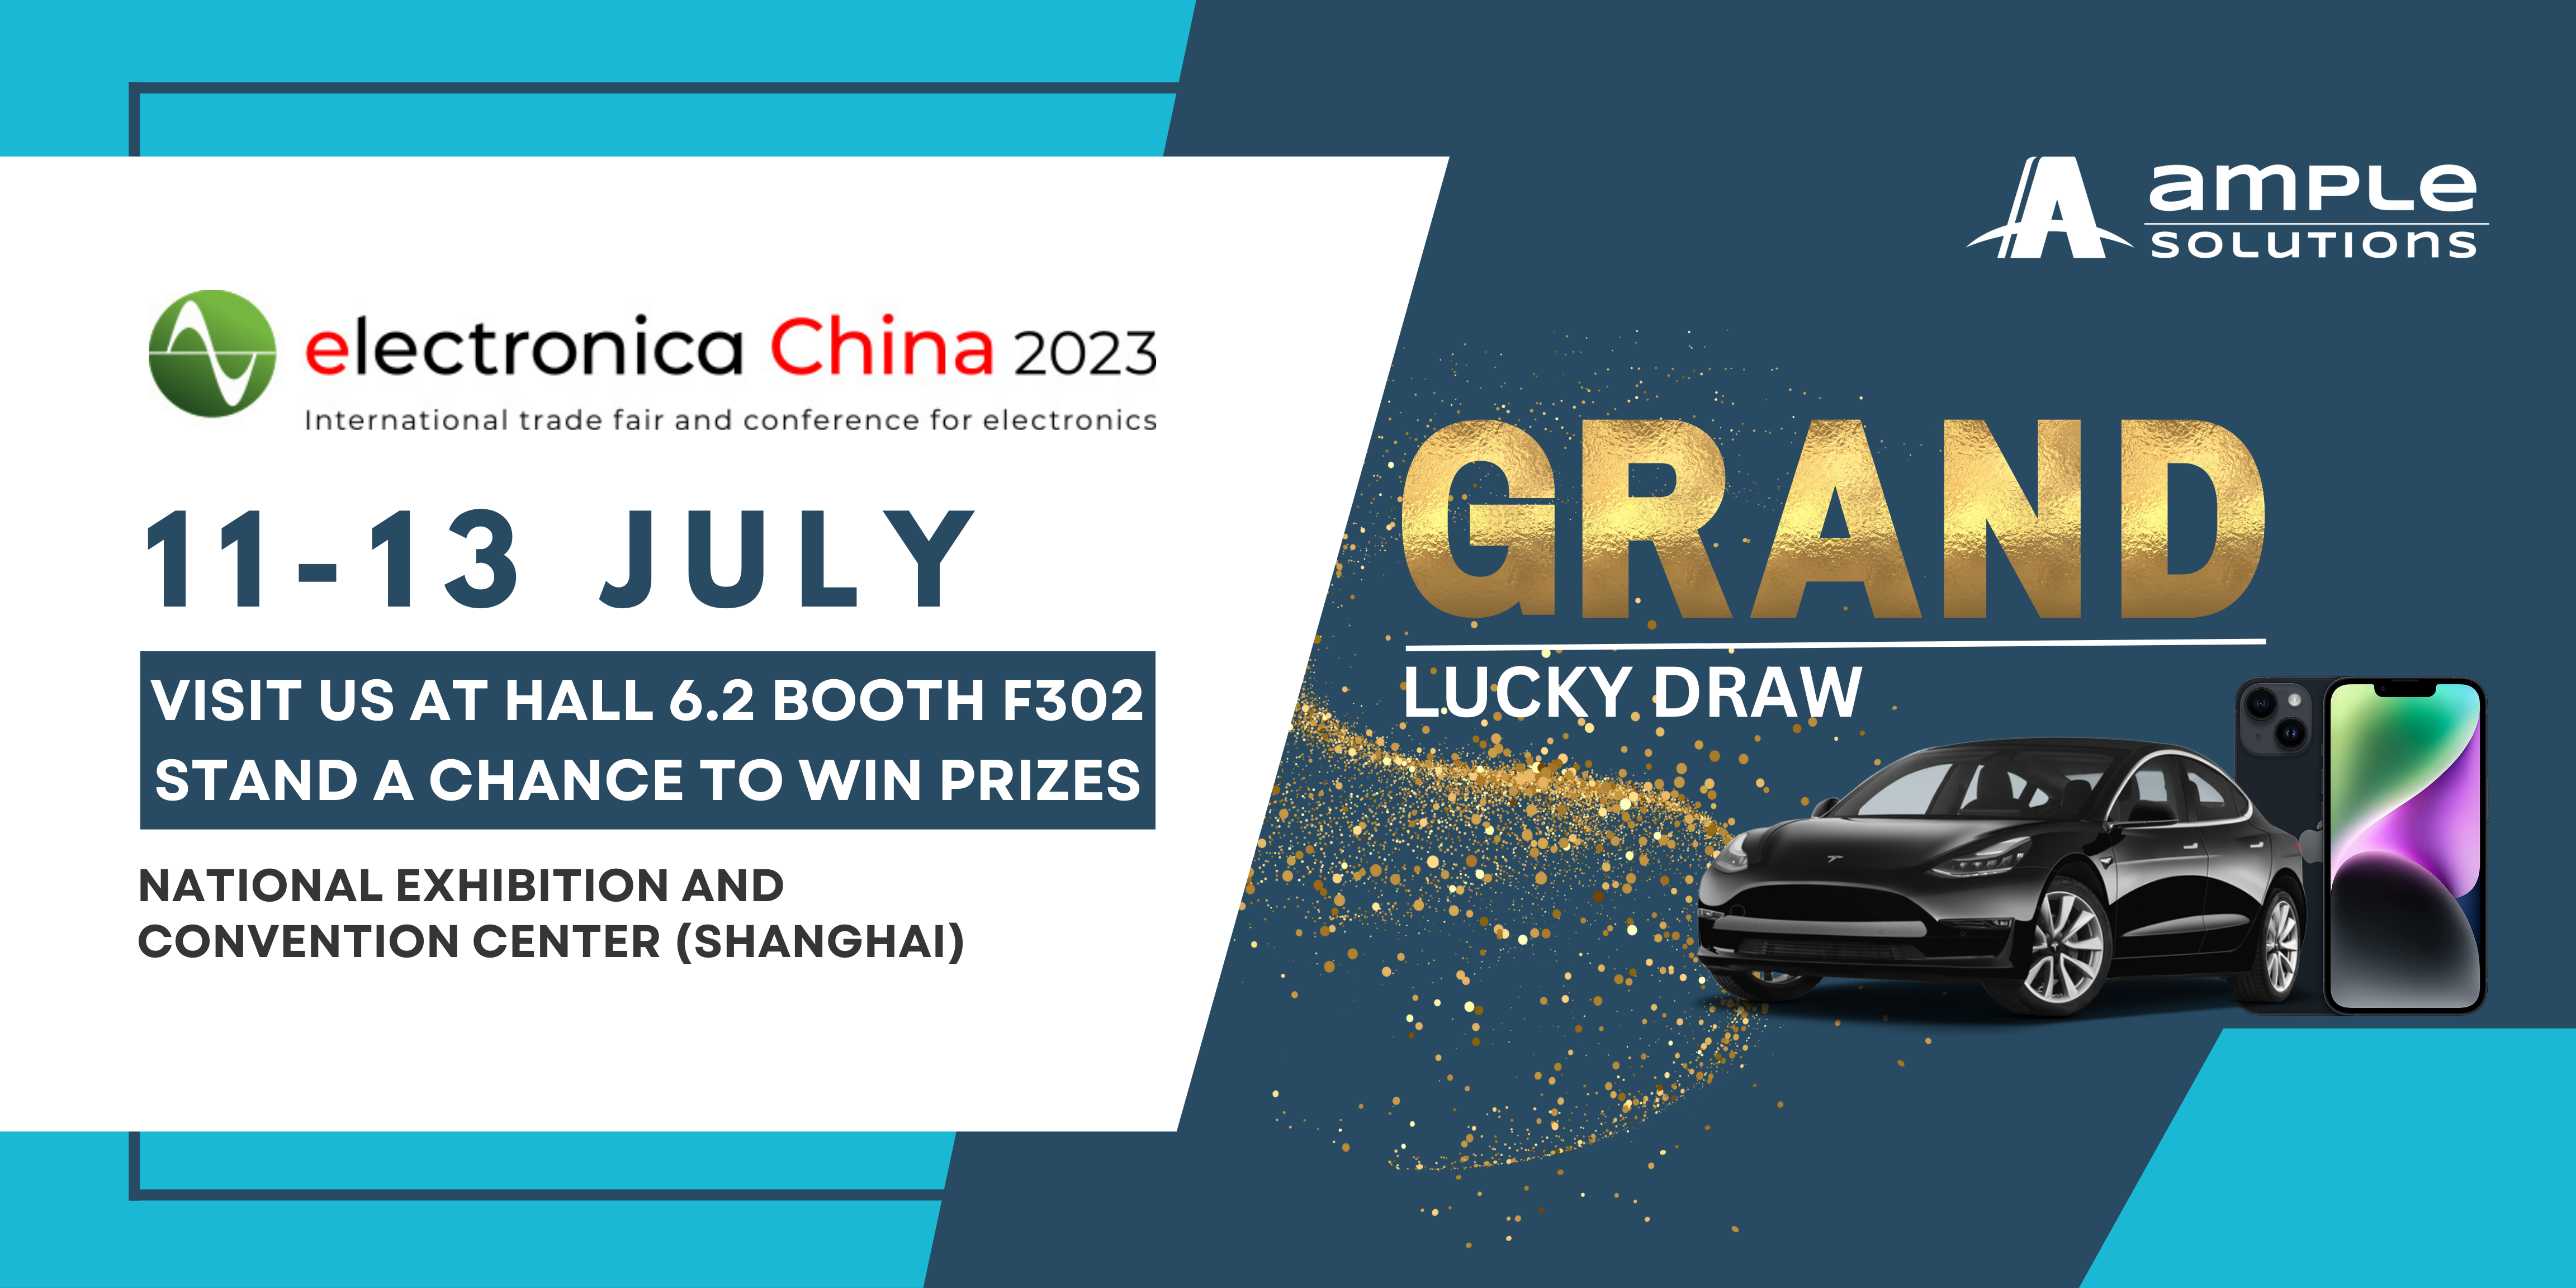 electronica China 2023
International trade fair and conference for electronics
11-13 JULY
VISIT US AT HALL 6.2 BOOTH F302
STAND A CHANCE TO WIN PRIZES
NATIONAL EXHIBITION AND
CONVENTION CENTER (SHANGHAI)
A
amPLe
SOLUTIOnS
GRAND
LUCKY DRAW